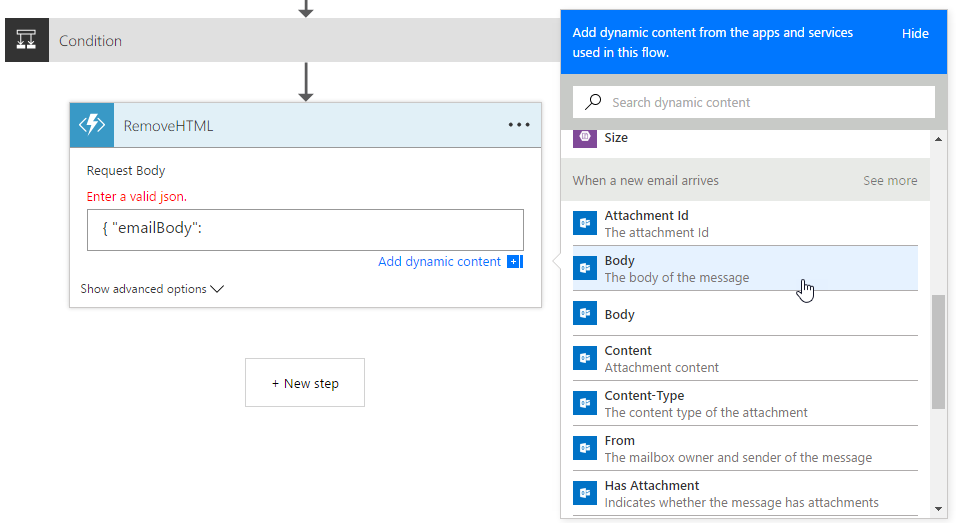 Condition
RemoveHTML
Request Body
Enter a valid json.
{ "emailBody":
Add dynamic content
Show advanced options
+ New step
Add dynamic content from the apps and services
used in this flow.
Hide
Search dynamic content
Size
When a new email arrives
See more
Attachment Id
The attachment Id
Body
The body of the message
Body
Content
Attachment content
Content-Type
The content type of the attachment
From
The mailbox owner and sender of the message
Has Attachment
Indicates whether the message has attachments